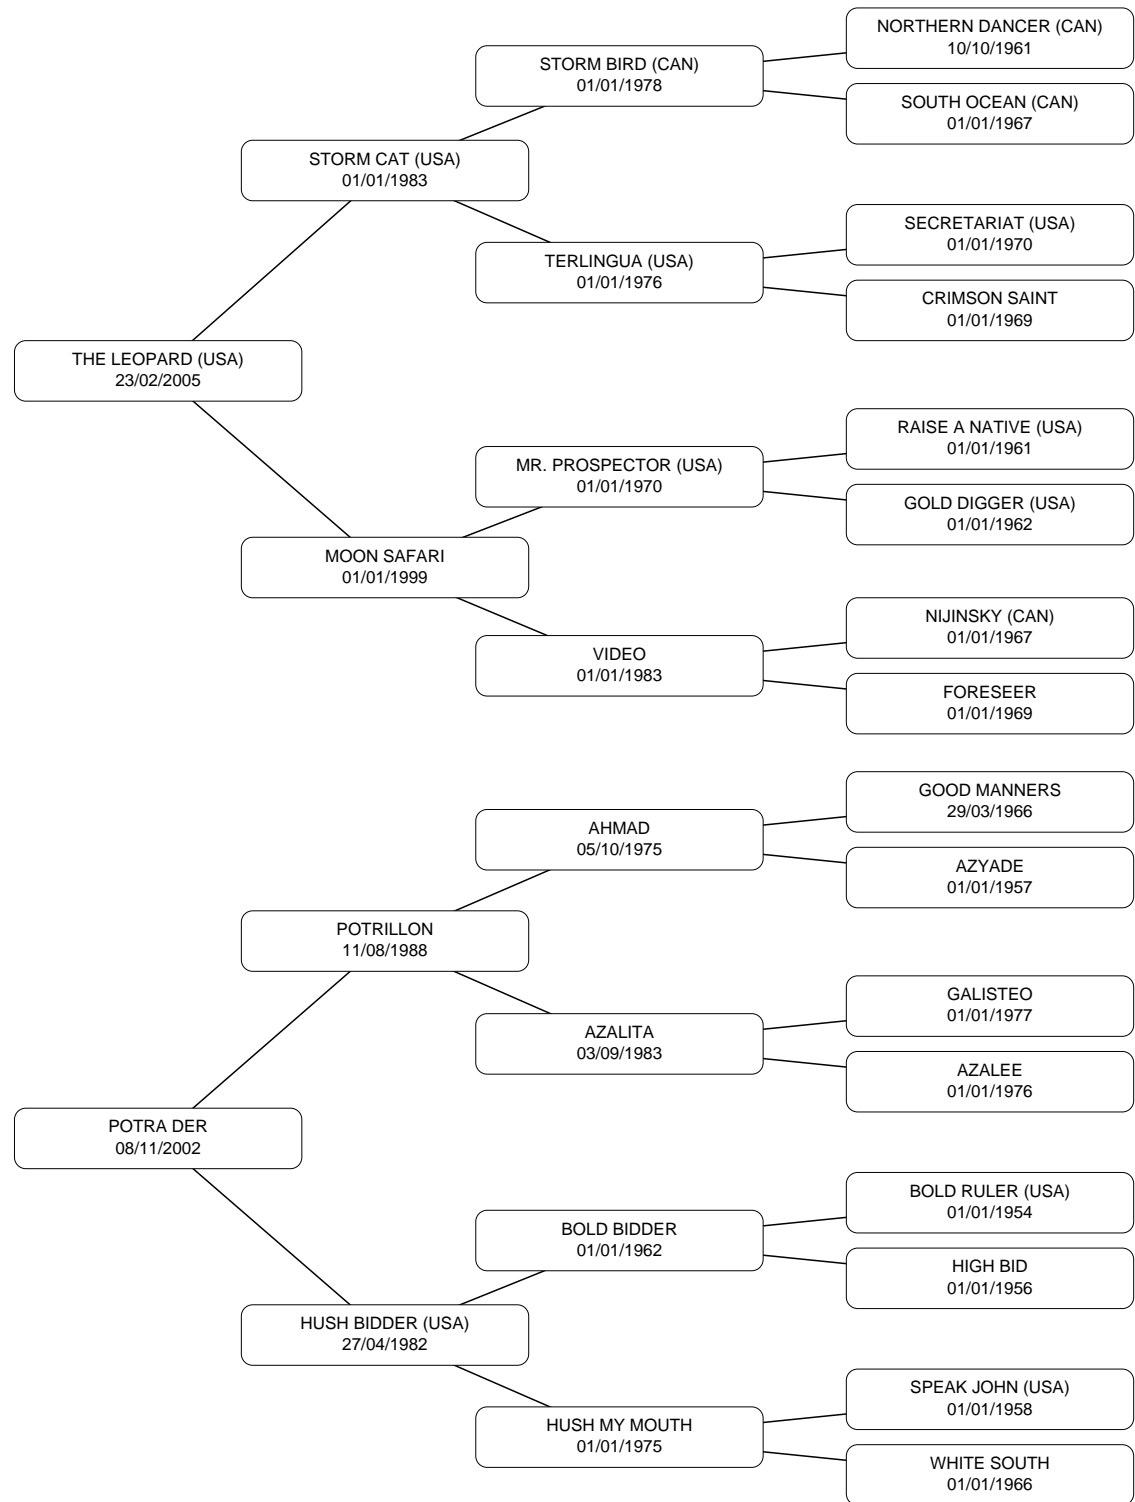 NORTHERN DANCER (CAN)
10/10/1961
STORM BIRD (CAN)
01/01/1978
SOUTH OCEAN (CAN)
01/01/1967
STORM CAT (USA)
01/01/1983
SECRETARIAT (USA)
01/01/1970
TERLINGUA (USA)
01/01/1976
CRIMSON SAINT
01/01/1969
THE LEOPARD (USA)
23/02/2005
RAISE A NATIVE (USA)
01/01/1961
MR. PROSPECTOR (USA)
01/01/1970
GOLD DIGGER (USA)
01/01/1962
MOON SAFARI
01/01/1999
NIJINSKY (CAN)
01/01/1967
VIDEO
01/01/1983
FORESEER
01/01/1969
GOOD MANNERS
29/03/1966
AHMAD
05/10/1975
AZYADE
01/01/1957
POTRILLON
11/08/1988
GALISTEO
01/01/1977
AZALITA
03/09/1983
AZALEE
01/01/1976
POTRA DER
08/11/2002
BOLD RULER (USA)
01/01/1954
BOLD BIDDER
01/01/1962
HIGH BID
01/01/1956
HUSH BIDDER (USA)
27/04/1982
SPEAK JOHN (USA)
01/01/1958
HUSH MY MOUTH
01/01/1975
WHITE SOUTH
01/01/1966